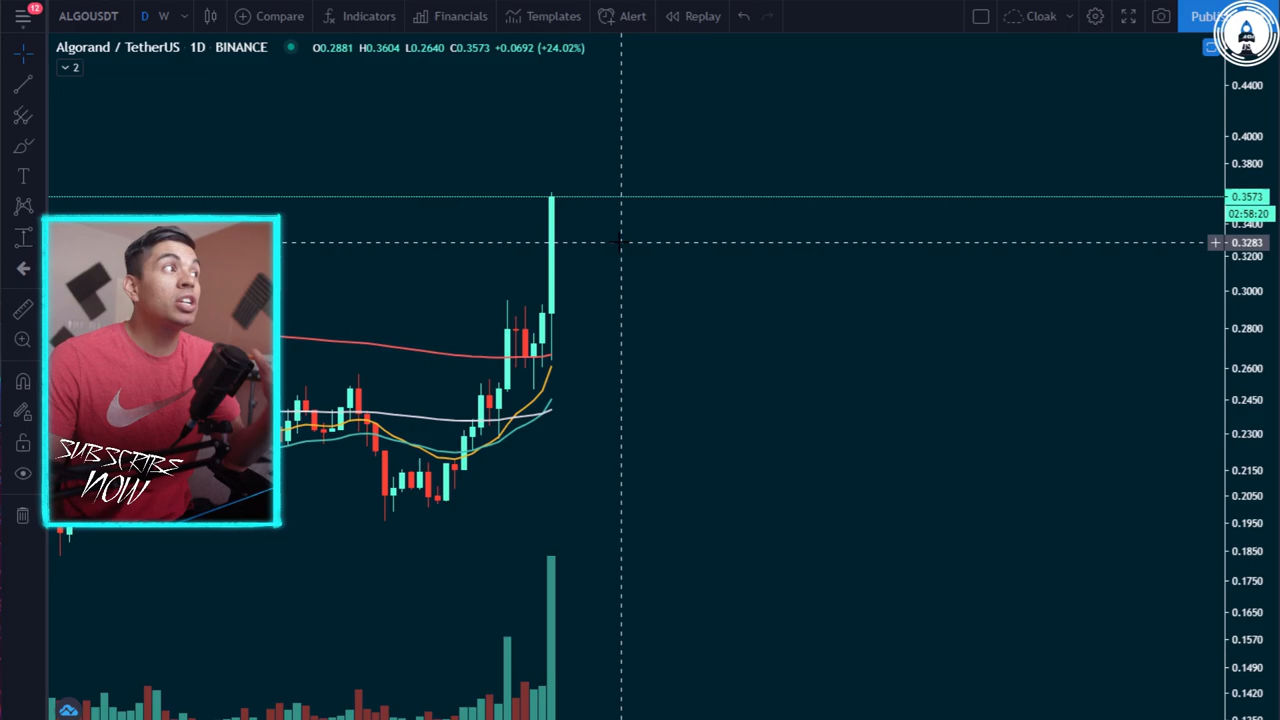 12
ALGOUSDT
D
W
Compare
Indicators
Financials
Templates
Alert
Replay
Cloak
Algorand / TetherUS 1D · BINANCE
O0.2881 H0.3604 L0.2640 C0.3573 +0.0692 (+24.02%)
2
T
0.4400
0.4000
0.3800
0.3573
02:58:20
0.3400
0.3283
0.3200
0.3000
0.2800
0.2600
0.2450
0.2300
0.2150
0.2050
0.1950
0.1850
0.1750
0.1650
0.1570
0.1490
0.1420
SUBSCRIBE
NOW